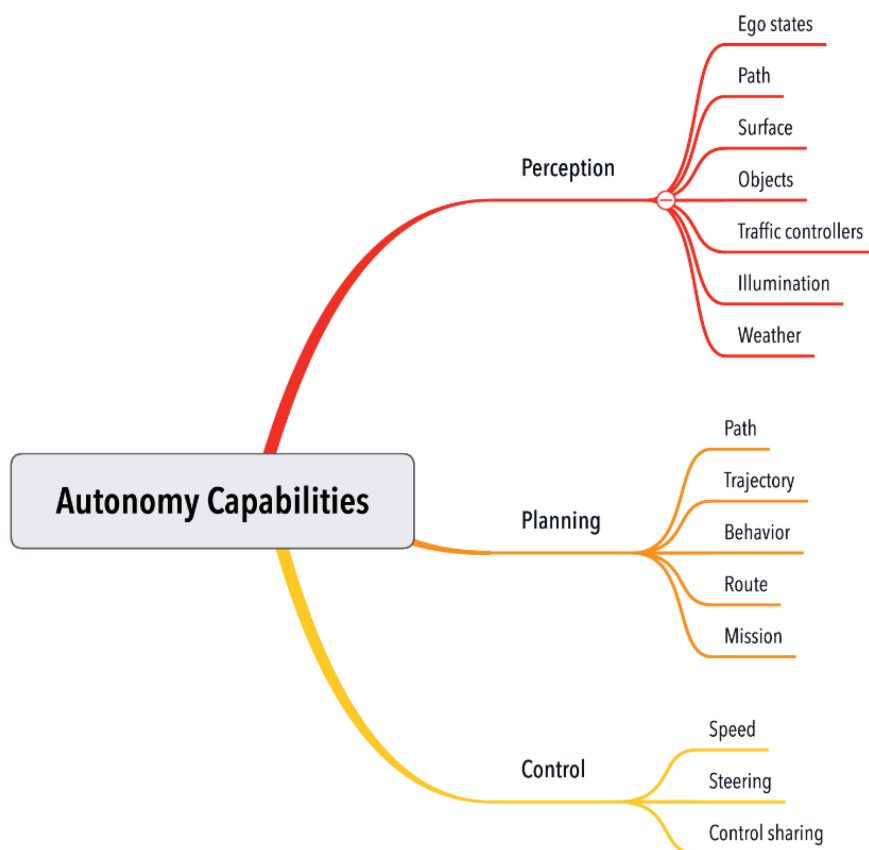 Autonomy Capabilities
Perception
Ego states
Path
Surface
Objects
Traffic controllers
Illumination
Weather
Planning
Path
Trajectory
Behavior
Route
Mission
Control
Speed
Steering
Control sharing